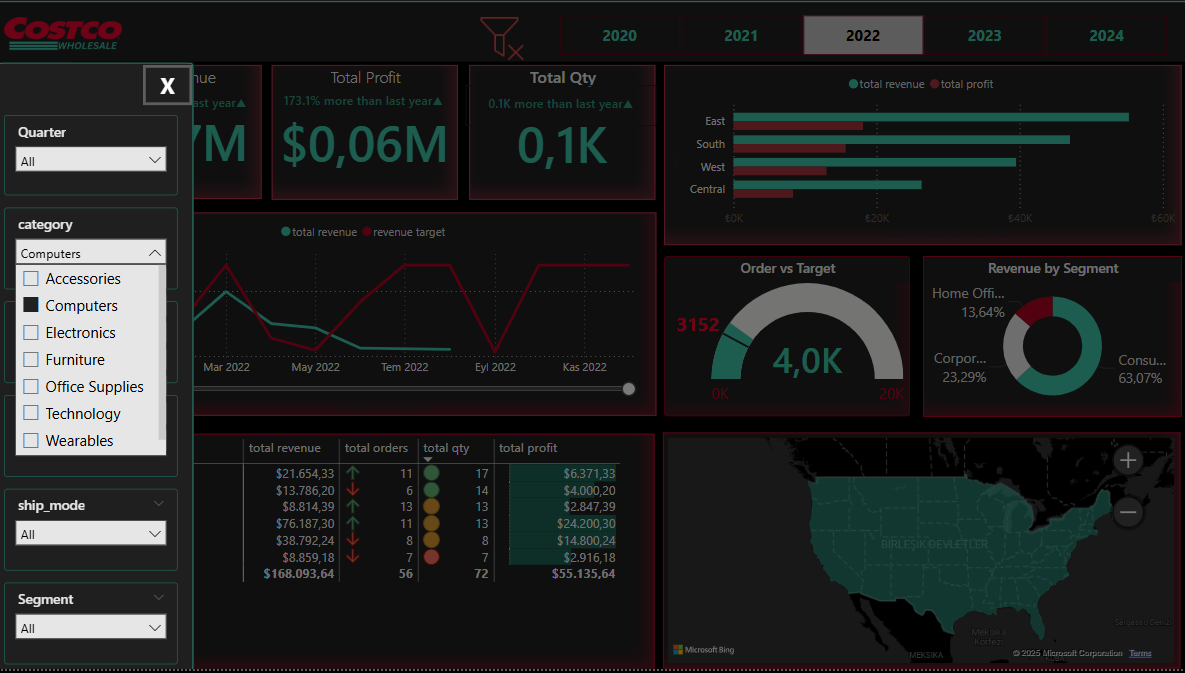 COSTCO
WHOLESALE
2020
2021
2022
2023
2024
X
nue
ast year▲
7M
Total Profit
173.1% more than last year▲
$0,06M
Total Qty
0.1K more than last year▲
0,1K
total revenue
total profit
East
South
West
Central
₺0K
₺20K
₺40K
₺60K
Quarter
All
category
Computers
Accessories
Computers
Electronics
Furniture
Office Supplies
Technology
Wearables
ship_mode
All
Segment
All
total revenue
revenue target
Mar 2022
May 2022
Tem 2022
Eyl 2022
Kas 2022
Order vs Target
3152
4,0K
0K
20K
Revenue by Segment
Home Offi...
13,64%
Corpor...
23,29%
Consu...
63,07%
total revenue total orders total qty total profit
$21.654,33 11 17 $6.371,33
$13.786,20 6 14 $4.000,20
$8.814,39 13 13 $2.847,39
$76.187,30 11 13 $24.200,30
$38.792,24 8 8 $14.800,24
$8.859,18 7 7 $2.916,18
$168.093,64 56 72 $55.135,64
BİRLEŞİK DEVLETLER
Meksika
Körfezi
MEKSİKA
Sargasso Denizi
Microsoft Bing
© 2025 Microsoft Corporation Terms